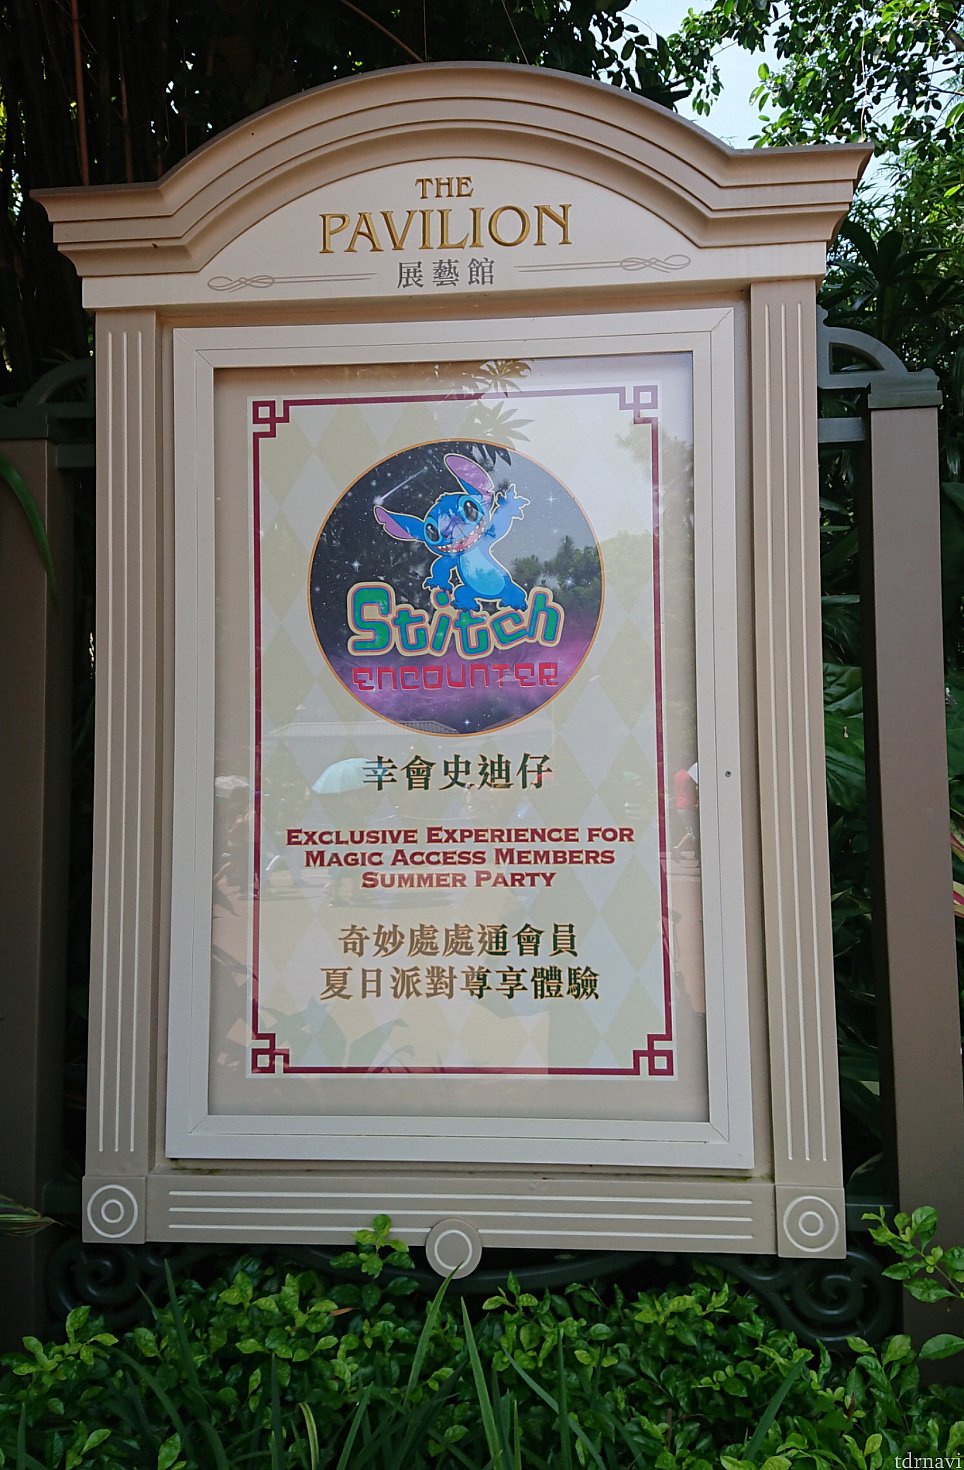 THE
PAVILION
展藝館
Stitch
ENCOUNTER
幸會史迪仔
EXCLUSIVE EXPERIENCE FOR
MAGIC ACCESS MEMBERS
SUMMER PARTY
奇妙處處通會員
夏日派對尊享體驗
tdrnavi